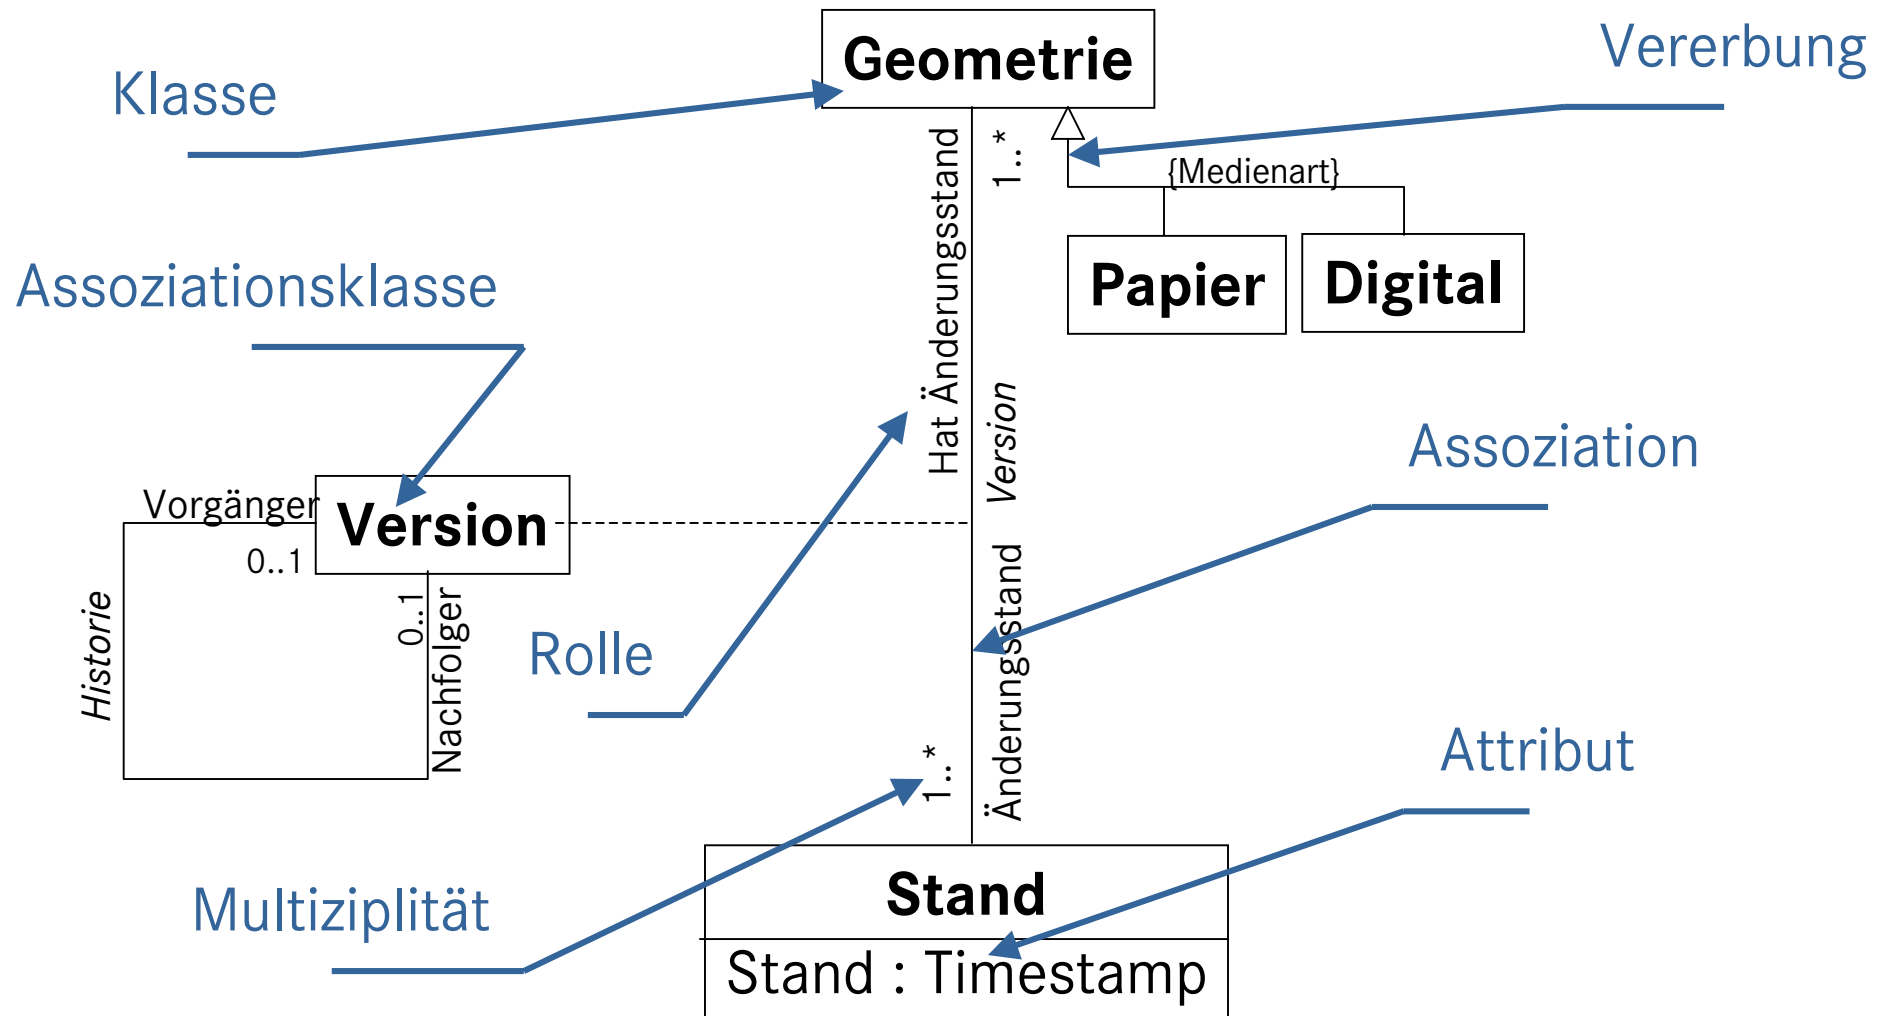 Geometrie
Vererbung
Klasse
Hat Änderungsstand
1..*
{Medienart}
Papier
Digital
Assoziationsklasse
Version
Assoziation
Vorgänger
Version
0..1
Historie
0..1
Nachfolger
Änderungsstand
Rolle
1..*
Attribut
Multiziplität
Stand
Stand : Timestamp